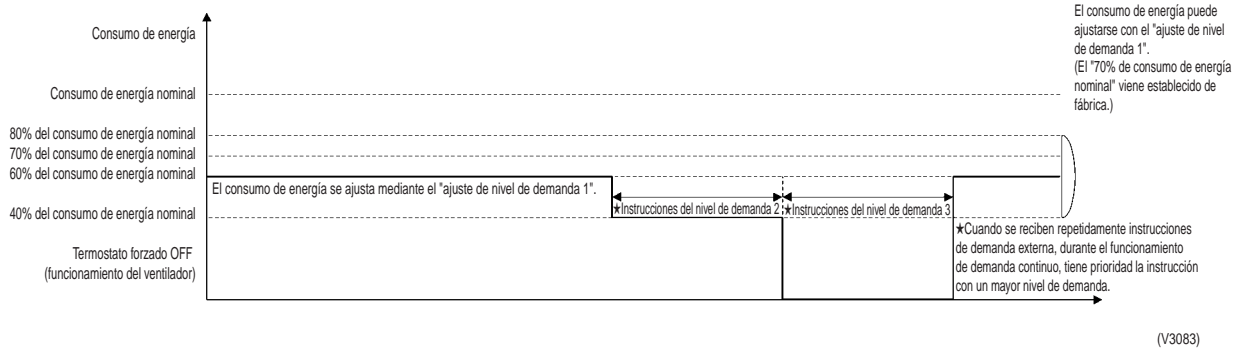 El consumo de energía puede
ajustarse con el "ajuste de nivel
de demanda 1".
(El "70% de consumo de energía
nominal" viene establecido de
fábrica.)
Consumo de energía
Consumo de energía nominal
80% del consumo de energía nominal
70% del consumo de energía nominal
60% del consumo de energía nominal
El consumo de energía se ajusta mediante el "ajuste de nivel de demanda 1".
40% del consumo de energía nominal
★Instrucciones del nivel de demanda 2
★Instrucciones del nivel de demanda 3
Termostato forzado OFF
(funcionamiento del ventilador)
★Cuando se reciben repetidamente instrucciones
de demanda externa, durante el funcionamiento
de demanda continuo, tiene prioridad la instrucción
con un mayor nivel de demanda.
(V3083)